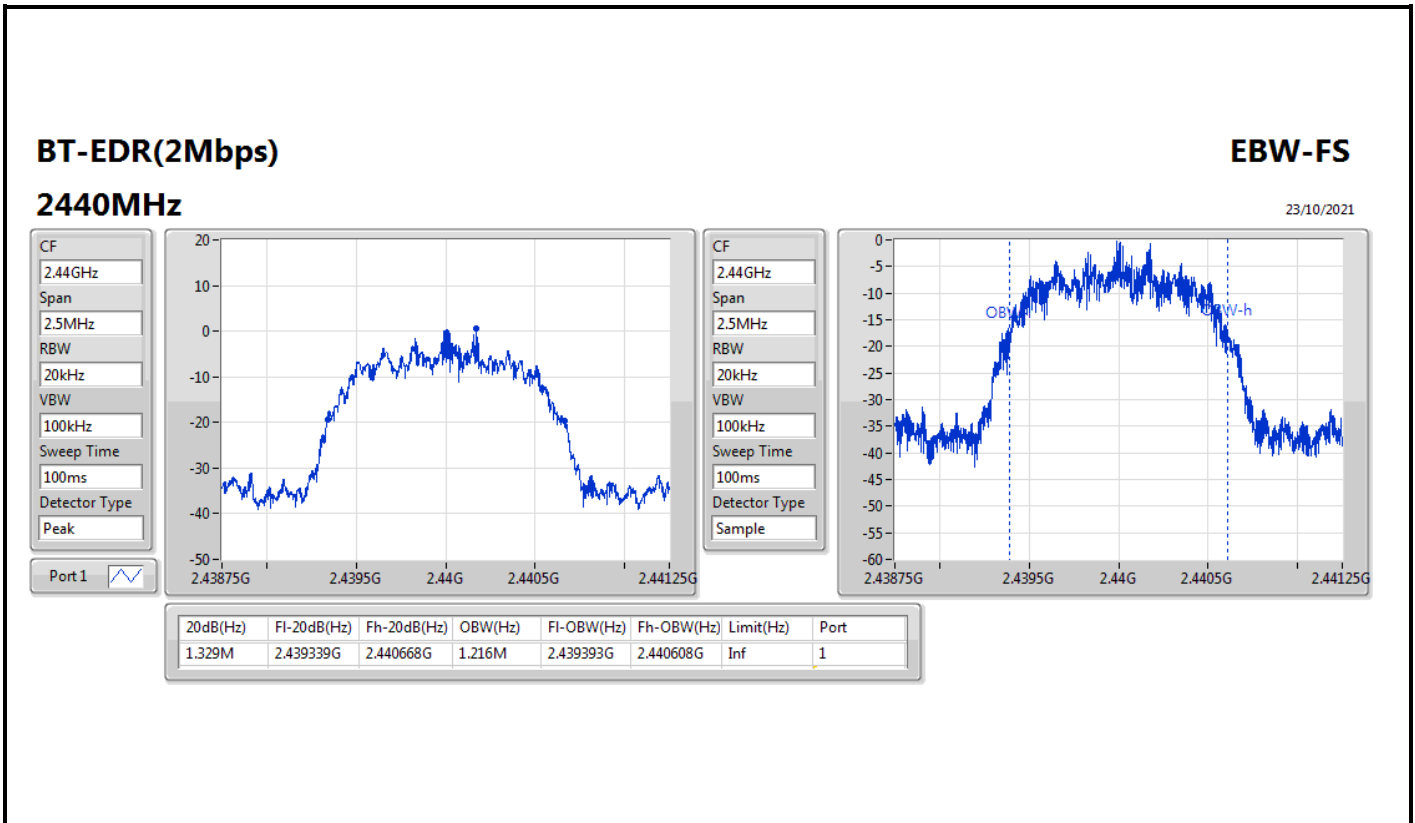 BT-EDR(2Mbps)
EBW-FS
2440MHz
23/10/2021
CF
2.44GHz
Span
2.5MHz
RBW
20kHz
VBW
100kHz
Sweep Time
100ms
Detector Type
Peak
Port 1
20
10
0
-10
-20
-30
-40
-50
2.43875G 2.4395G 2.44G 2.4405G 2.44125G
CF
2.44GHz
Span
2.5MHz
RBW
20kHz
VBW
100kHz
Sweep Time
100ms
Detector Type
Sample
0
-5
-10
-15
-20
-25
-30
-35
-40
-45
-50
-55
-60
OBW-h
2.43875G 2.4395G 2.44G 2.4405G 2.44125G
20dB(Hz) Fl-20dB(Hz) Fh-20dB(Hz) OBW(Hz) Fl-OBW(Hz) Fh-OBW(Hz) Limit(Hz) Port
1.329M 2.439339G 2.440668G 1.216M 2.439393G 2.440608G Inf 1